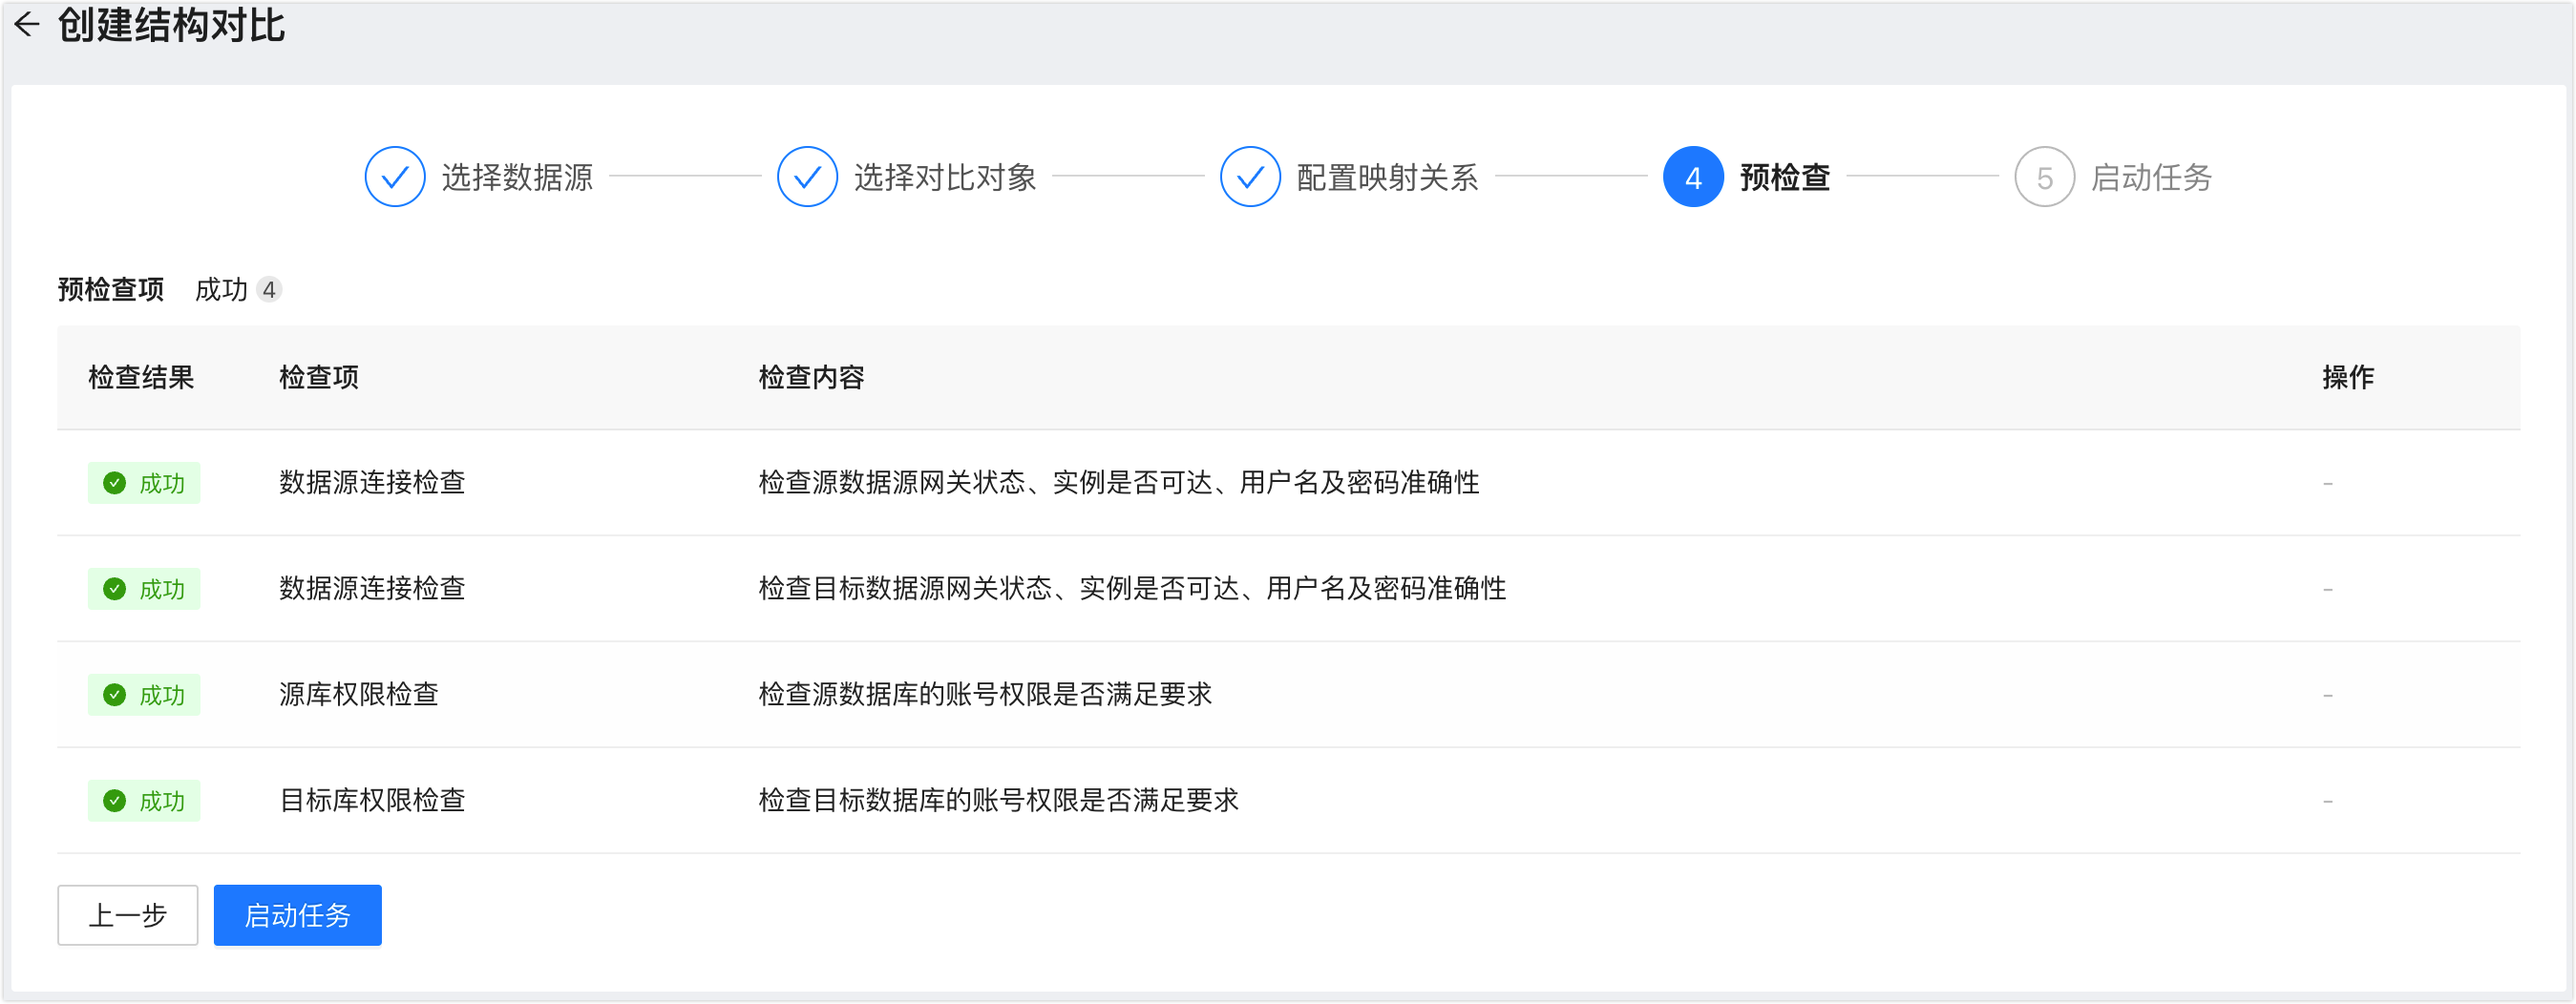 创建结构对比
选择数据源 选择对比对象 配置映射关系 4 预检查 5 启动任务
预检查项 成功 4
检查结果 检查项 检查内容 操作
成功 数据源连接检查 检查源数据源网关状态、实例是否可达、用户名及密码准确性 -
成功 数据源连接检查 检查目标数据源网关状态、实例是否可达、用户名及密码准确性 -
成功 源库权限检查 检查源数据库的账号权限是否满足要求 -
成功 目标库权限检查 检查目标数据库的账号权限是否满足要求 -
上一步 启动任务